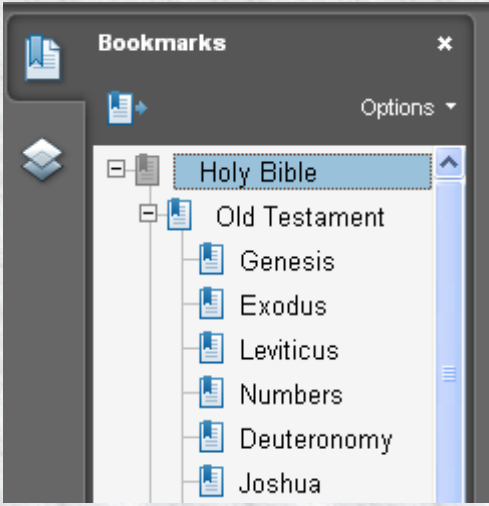 Bookmarks
Options
Holy Bible
Old Testament
Genesis
Exodus
Leviticus
Numbers
Deuteronomy
Joshua